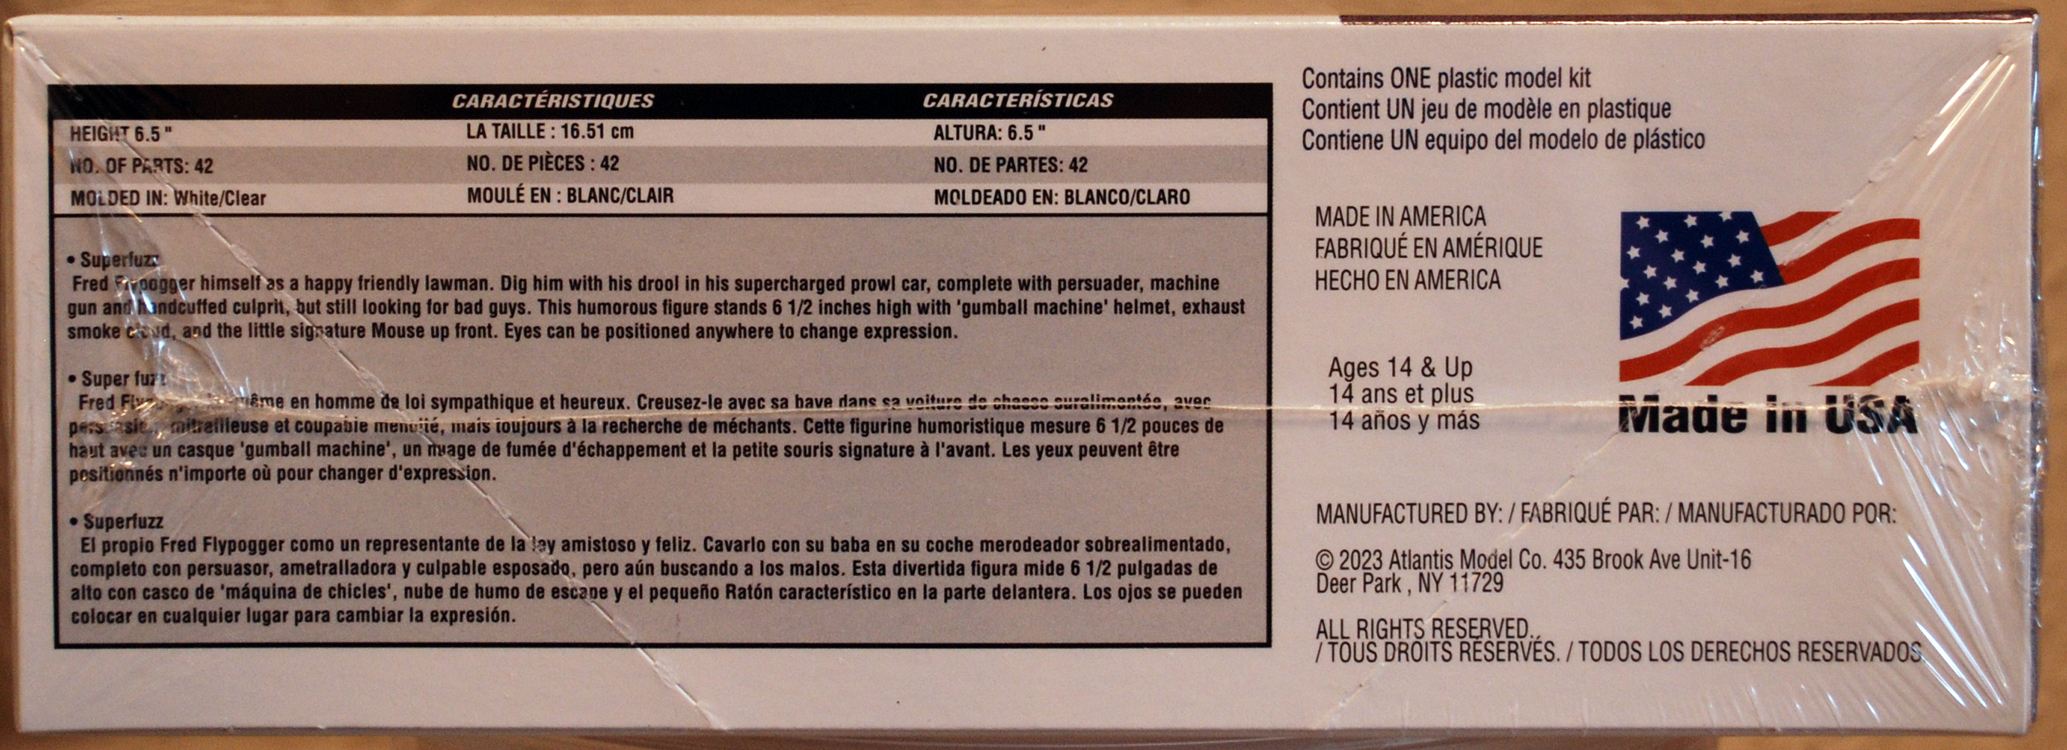 CARACTÉRISTIQUES CARACTERÍSTICAS
HEIGHT 6.5" LA TAILLE : 16.51 cm ALTURA: 6.5"
NO. OF PARTS: 42 NO. DE PIÈCES : 42 NO. DE PARTES: 42
MOLDED IN: White/Clear MOULÉ EN : BLANC/CLAIR MOLDEADO EN: BLANCO/CLARO
• Superfuzz
Fred Flypogger himself as a happy friendly lawman. Dig him with his drool in his supercharged prowl car, complete with persuader, machine
gun and handcuffed culprit, but still looking for bad guys. This humorous figure stands 6 1/2 inches high with 'gumball machine' helmet, exhaust
smoke cloud, and the little signature Mouse up front. Eyes can be positioned anywhere to change expression.
• Super fuzz
Fred en homme de loi sympathique et heureux. Creusez-le avec sa bave dans sa voiture de chasse suralimentée, avec
mitrailleuse et coupable menotté, mais toujours à la recherche de méchants. Cette figurine humoristique mesure 6 1/2 pouces de
haut avec un casque 'gumball machine', un nuage de fumée d'échappement et la petite souris signature à l'avant. Les yeux peuvent être
positionnés n'importe où pour changer d'expression.
• Superfuzz
El propio Fred Flypogger como un representante de la ley amistoso y feliz. Cavarlo con su baba en su coche merodeador sobrealimentado,
completo con persuasor, ametralladora y culpable esposado, pero aún buscando a los malos. Esta divertida figura mide 6 1/2 pulgadas de
alto con casco de 'máquina de chicles', nube de humo de escape y el pequeño Ratón característico en la parte delantera. Los ojos se pueden
colocar en cualquier lugar para cambiar la expresión.
Contains ONE plastic model kit
Contient UN jeu de modèle en plastique
Contiene UN equipo del modelo de plástico
MADE IN AMERICA
FABRIQUÉ EN AMÉRIQUE
HECHO EN AMERICA
Ages 14 & Up
14 ans et plus
14 años y más
Made in USA
MANUFACTURED BY: / FABRIQUÉ PAR: / MANUFACTURADO POR:
© 2023 Atlantis Model Co. 435 Brook Ave Unit-16
Deer Park , NY 11729
ALL RIGHTS RESERVED.
/ TOUS DROITS RÉSERVÉS. / TODOS LOS DERECHOS RESERVADOS.